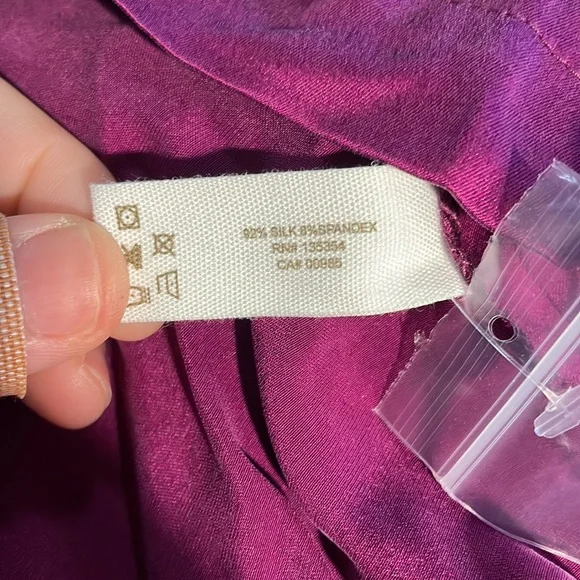 92% SILK 8%SPANDEX
RN# 135354
CA# 00985